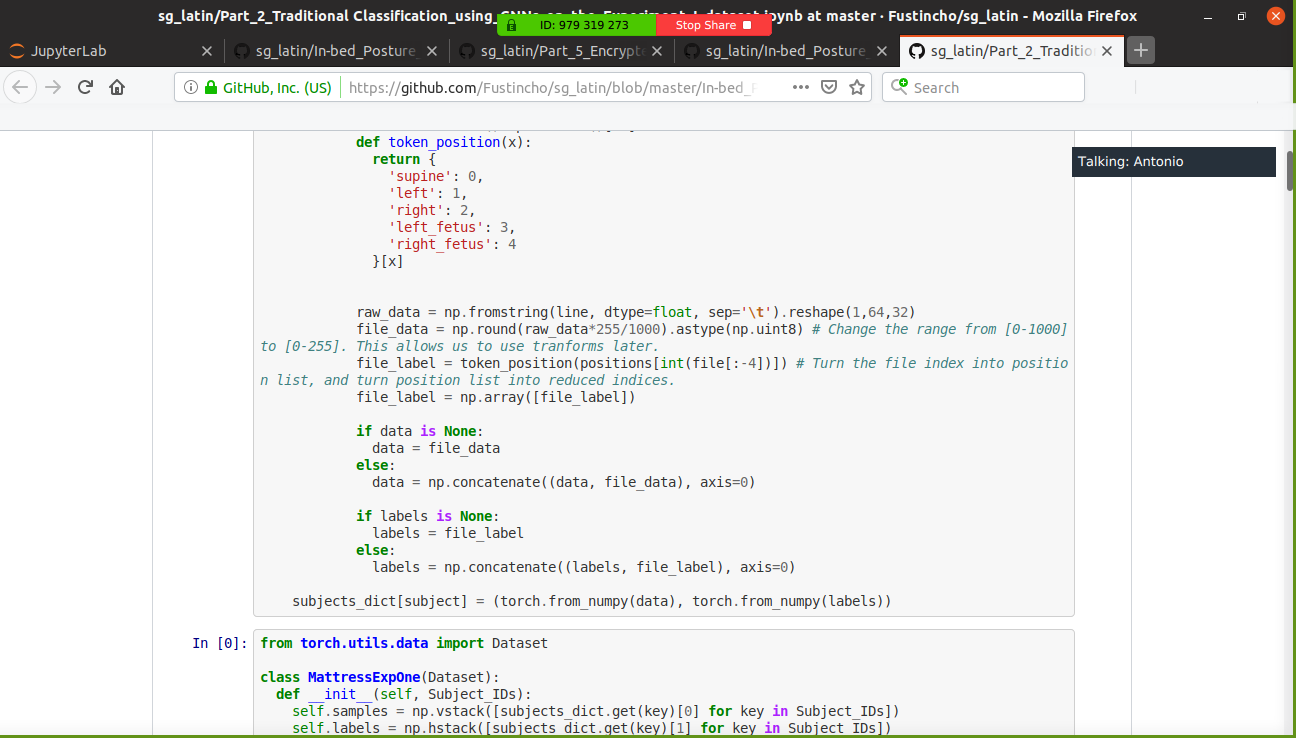 sg_latin/Part_2_Traditional Classification_using_
dataset.ipynb at master · Fustincho/sg_latin - Mozilla Firefox
ID: 979 319 273
Stop Share
JupyterLab
sg_latin/In-bed_Posture_
sg_latin/Part_5_Encrypt
sg_latin/In-bed_Posture_
sg_latin/Part_2_Traditio
GitHub, Inc. (US)
https://github.com/Fustincho/sg_latin/blob/master/In-bed_P
Search
Talking: Antonio
def token_position(x):
return {
'supine': 0,
'left': 1,
'right': 2,
'left_fetus': 3,
'right_fetus': 4
}[x]
raw_data = np.fromstring(line, dtype=float, sep='\t').reshape(1,64,32)
file_data = np.round(raw_data*255/1000).astype(np.uint8) # Change the range from [0-1000]
to [0-255]. This allows us to use tranforms later.
file_label = token_position(positions[int(file[:-4])]) # Turn the file index into positio
n list, and turn position list into reduced indices.
file_label = np.array([file_label])
if data is None:
data = file_data
else:
data = np.concatenate((data, file_data), axis=0)
if labels is None:
labels = file_label
else:
labels = np.concatenate((labels, file_label), axis=0)
subjects_dict[subject] = (torch.from_numpy(data), torch.from_numpy(labels))
In [0]:
from torch.utils.data import Dataset
class MattressExpOne(Dataset):
def __init__(self, Subject_IDs):
self.samples = np.vstack([subjects_dict.get(key)[0] for key in Subject_IDs])
self.labels = np.hstack([subjects_dict.get(key)[1] for key in Subject_IDs])